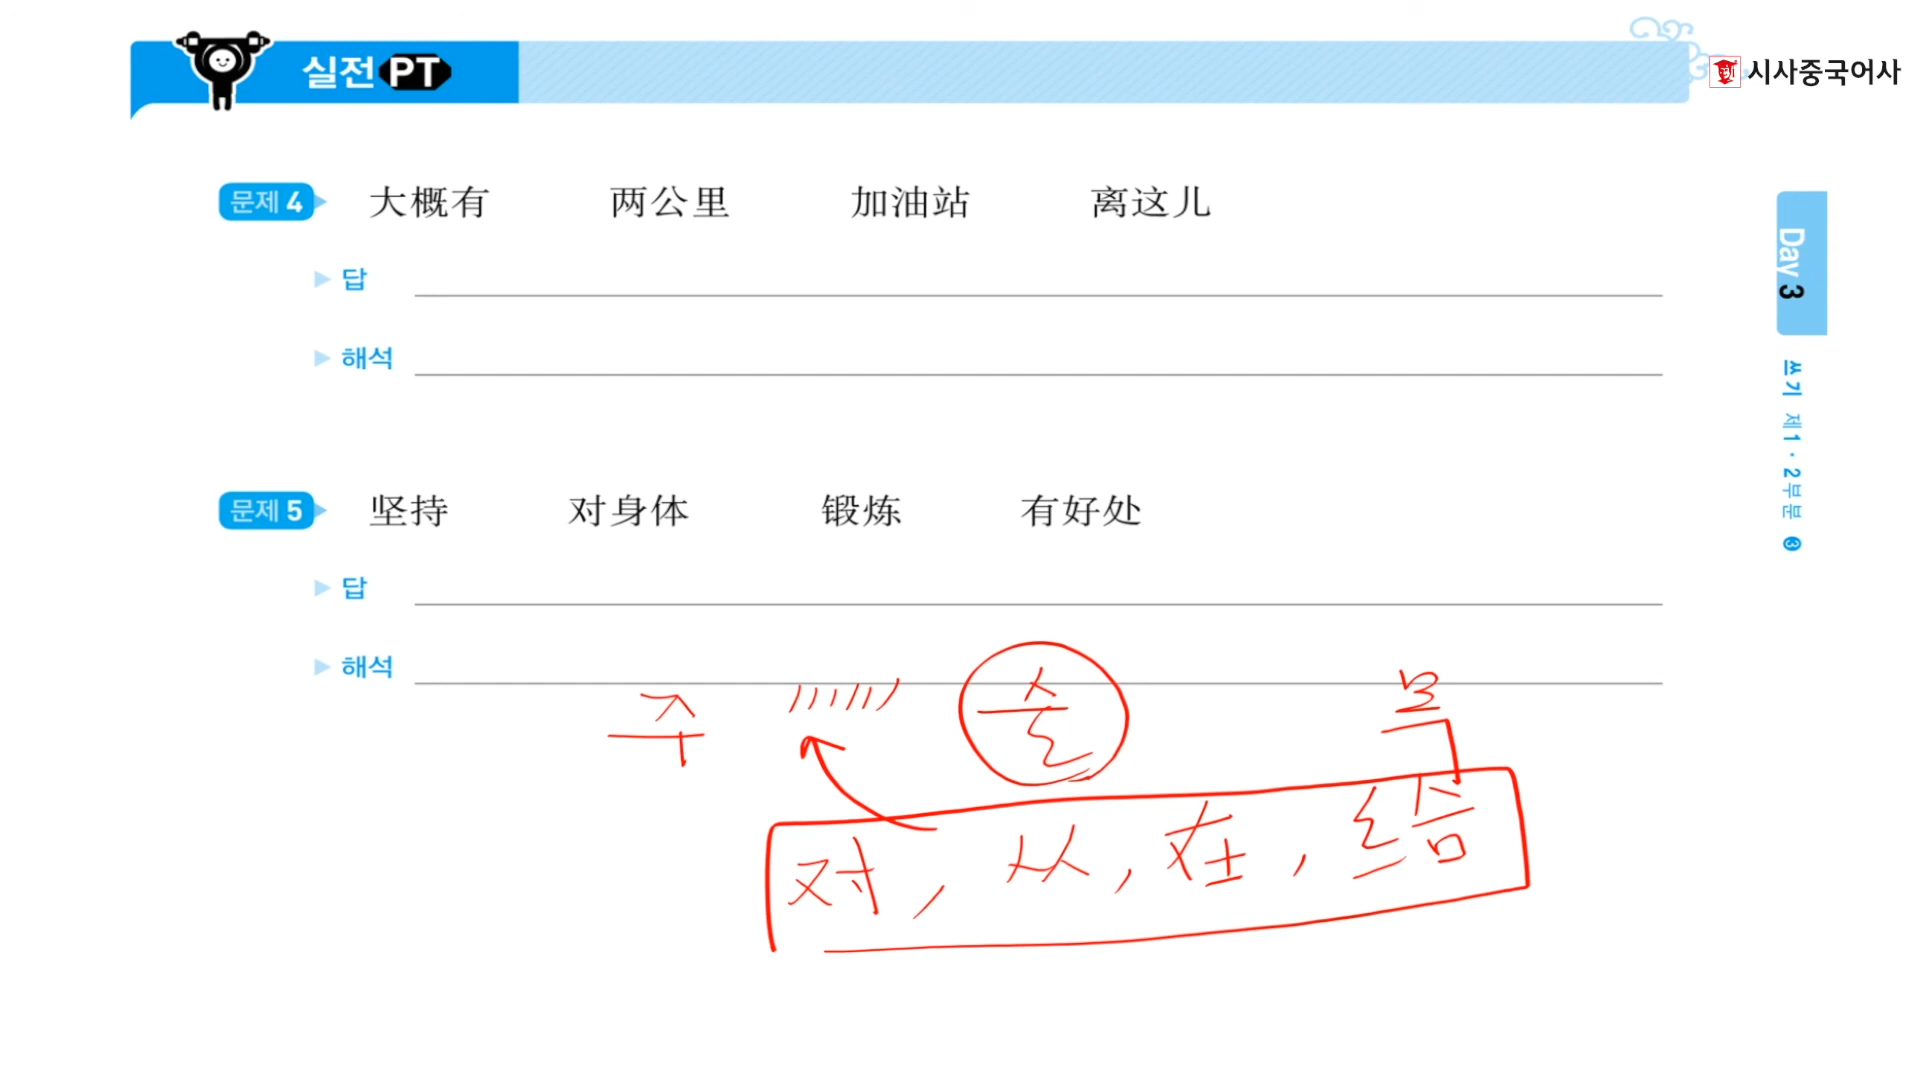 실전 PT
시사중국어사
문제 4 大概有 两公里 加油站 离这儿
답
해석
문제 5 坚持 对身体 锻炼 有好处
답
해석
주 술 목
对, 从, 在, 给
Day 3
쓰기 제1·2부분 ❸